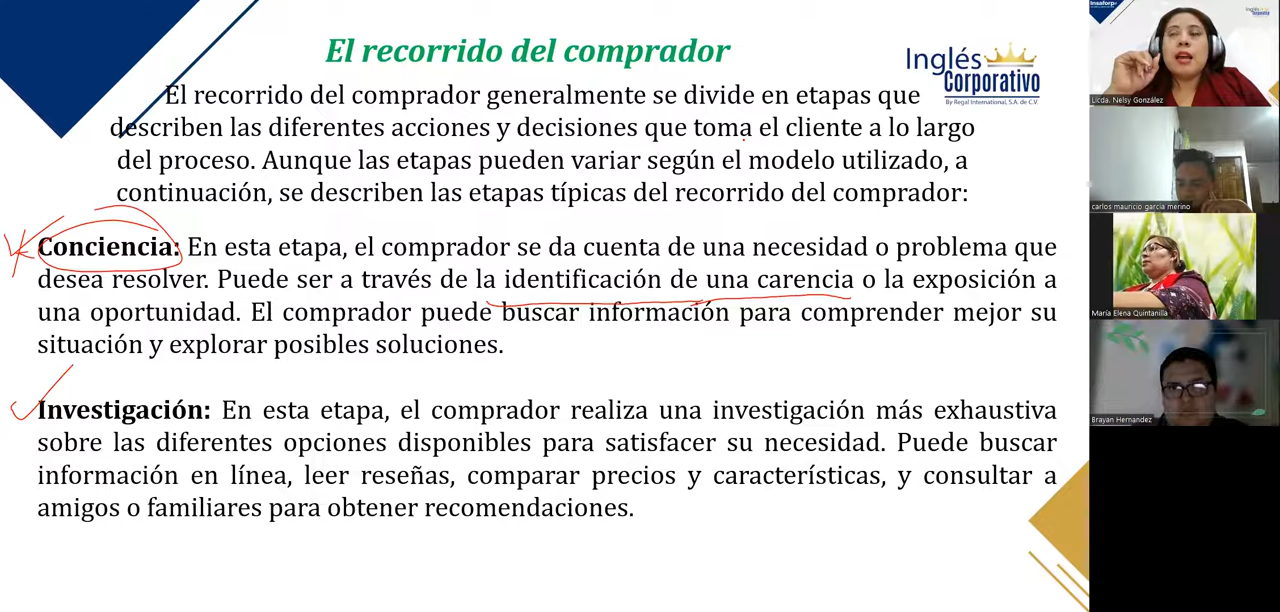 El recorrido del comprador
Inglés
Corporativo
By Regal International, S.A. de C.V.
El recorrido del comprador generalmente se divide en etapas que
describen las diferentes acciones y decisiones que toma el cliente a lo largo
del proceso. Aunque las etapas pueden variar según el modelo utilizado, a
continuación, se describen las etapas típicas del recorrido del comprador:
Conciencia: En esta etapa, el comprador se da cuenta de una necesidad o problema que
desea resolver. Puede ser a través de la identificación de una carencia o la exposición a
una oportunidad. El comprador puede buscar información para comprender mejor su
situación y explorar posibles soluciones.
Investigación: En esta etapa, el comprador realiza una investigación más exhaustiva
sobre las diferentes opciones disponibles para satisfacer su necesidad. Puede buscar
información en línea, leer reseñas, comparar precios y características, y consultar a
amigos o familiares para obtener recomendaciones.
Insaforp
Licda. Nelsy González
carlos mauricio garcia merino
María Elena Quintanilla
Brayan Hernandez